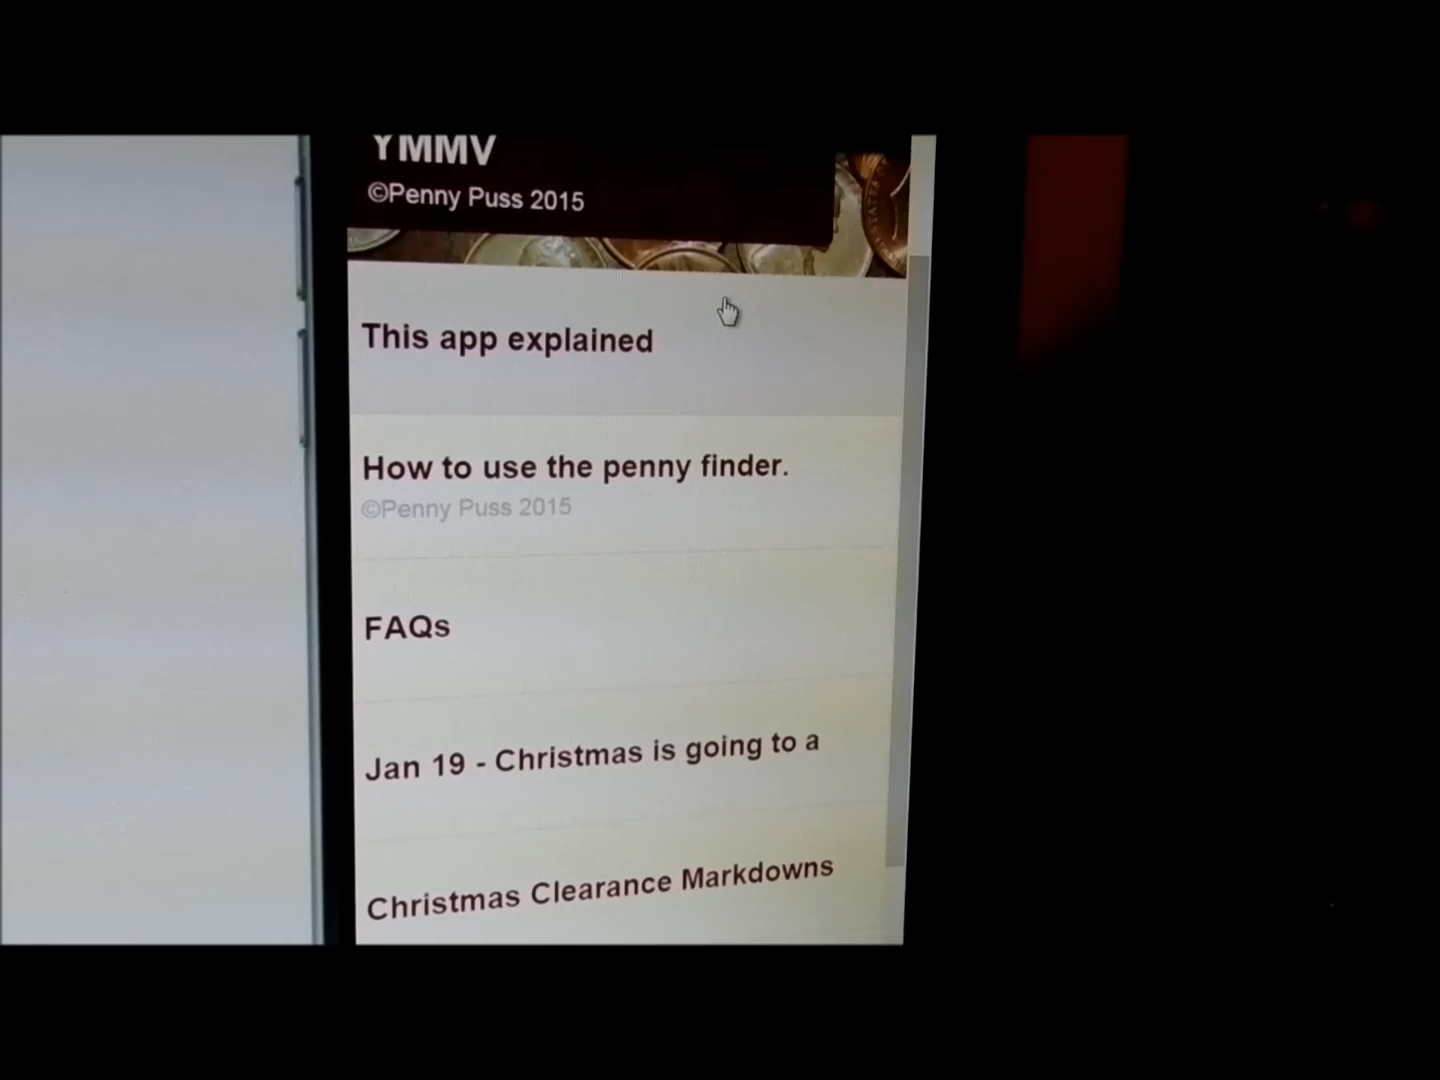 YMMV
©Penny Puss 2015
This app explained
How to use the penny finder.
©Penny Puss 2015
FAQs
Jan 19 - Christmas is going to a
Christmas Clearance Markdowns